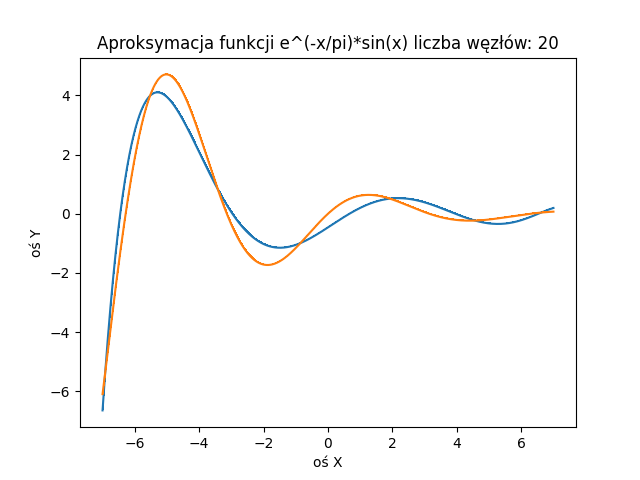 Aproksymacja funkcji e^(-x/pi)*sin(x) liczba węzłów: 20
4
2
0
−2
−4
−6
oś Y
−6 −4 −2 0 2 4 6
oś X